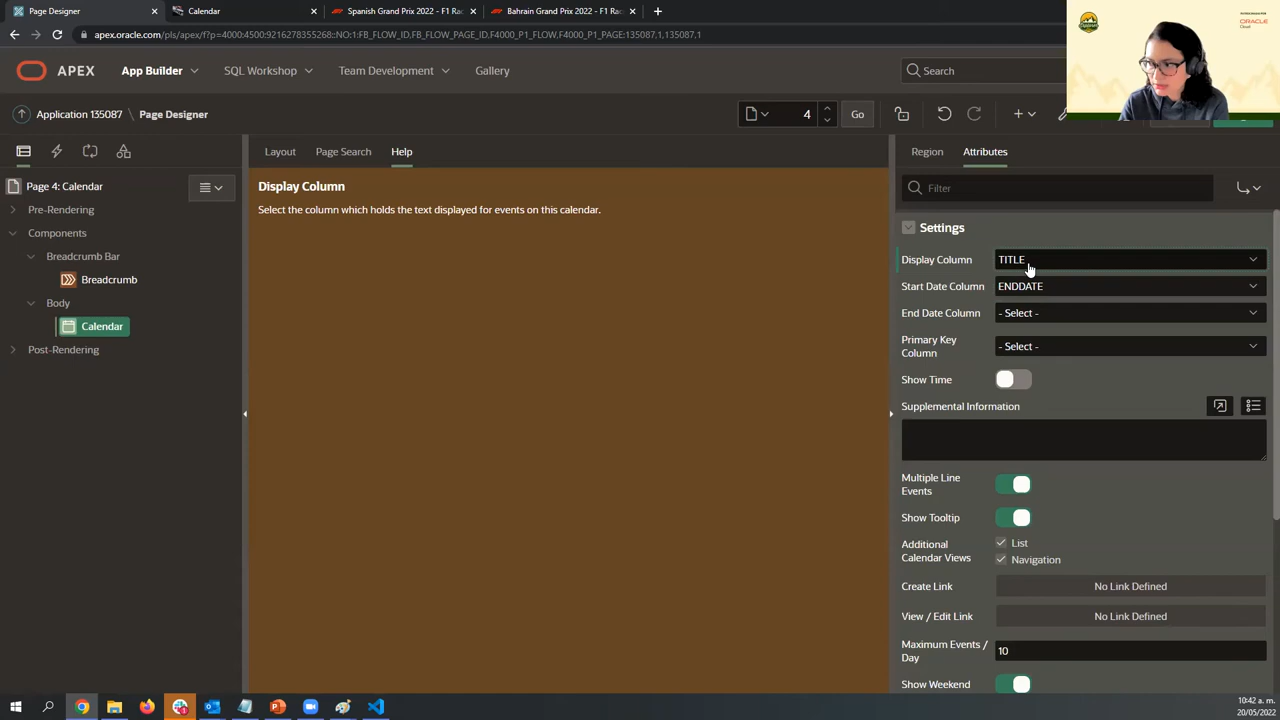 Page Designer
Calendar
Spanish Grand Prix 2022 - F1 Rac
Bahrain Grand Prix 2022 - F1 Rac
apex.oracle.com/pls/apex/f?p=4000:4500:9216278355268::NO:1:FB_FLOW_ID,FB_FLOW_PAGE_ID,F4000_P1_FLOW,F4000_P1_PAGE:135087,1,135087,1
APEX
App Builder
SQL Workshop
Team Development
Gallery
Search
Application 135087
Page Designer
4
Go
Layout
Page Search
Help
Region
Attributes
Page 4: Calendar
Pre-Rendering
Components
Breadcrumb Bar
Breadcrumb
Body
Calendar
Post-Rendering
Display Column
Select the column which holds the text displayed for events on this calendar.
Filter
Settings
Display Column
TITLE
Start Date Column
ENDDATE
End Date Column
- Select -
Primary Key
Column
- Select -
Show Time
Supplemental Information
Multiple Line
Events
Show Tooltip
Additional
Calendar Views
List
Navigation
Create Link
No Link Defined
View / Edit Link
No Link Defined
Maximum Events /
Day
10
Show Weekend
10:42 a. m.
20/05/2022
ORACLE
Cloud